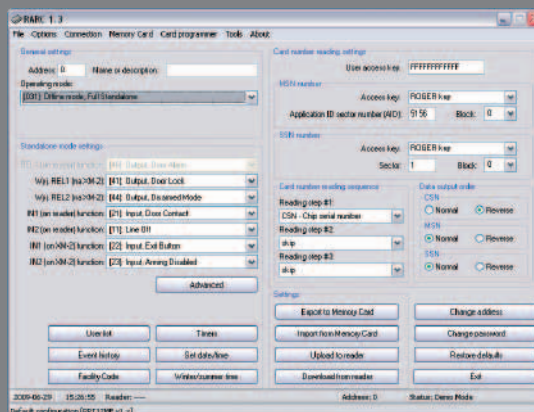 RARC 1.3
File Options Connection Memory Card Card programmer Tools About
General settings
Address: 0 Name or description:
Operating mode:
[001]: Offline mode, Full Standalone
Standalone mode settings
Output, Door Alarm
Wyj. REL1 (na XM-2): [41]: Output, Door Lock
Wyj. REL2 (na XM-2): [44]: Output, Disarmed Mode
IN1 (on reader) function: [21]: Input, Door Contact
IN2 (on reader) function: [11]: Line Off
IN1 (on XM-2) function: [22]: Input, Exit Button
IN2 (on XM-2) function: [23]: Input, Arming Disabled
Advanced
User list Timers
Event history Set date/time
Facility Code Winter/summer time
Card number reading settings
User access key: FFFFFFFFFFFF
MSN number
Access key: ROGER key
Application ID sector number (AID): 5156 Block: 0
SSN number
Access key: ROGER key
Sector: 1 Block: 0
Card number reading sequence
Reading step #1:
CSN - Chip serial number
Reading step #2:
skip
Reading step #3:
skip
Data output order
CSN
Normal Reverse
MSN
Normal Reverse
SSN
Normal Reverse
Settings
Export to Memory Card Change address
Import from Memory Card Change password
Upload to reader Restore defaults
Download from reader Exit
2009-06-29 15:26:55 Reader: ---- Address: 0 Status: Demo Mode
Default configuration